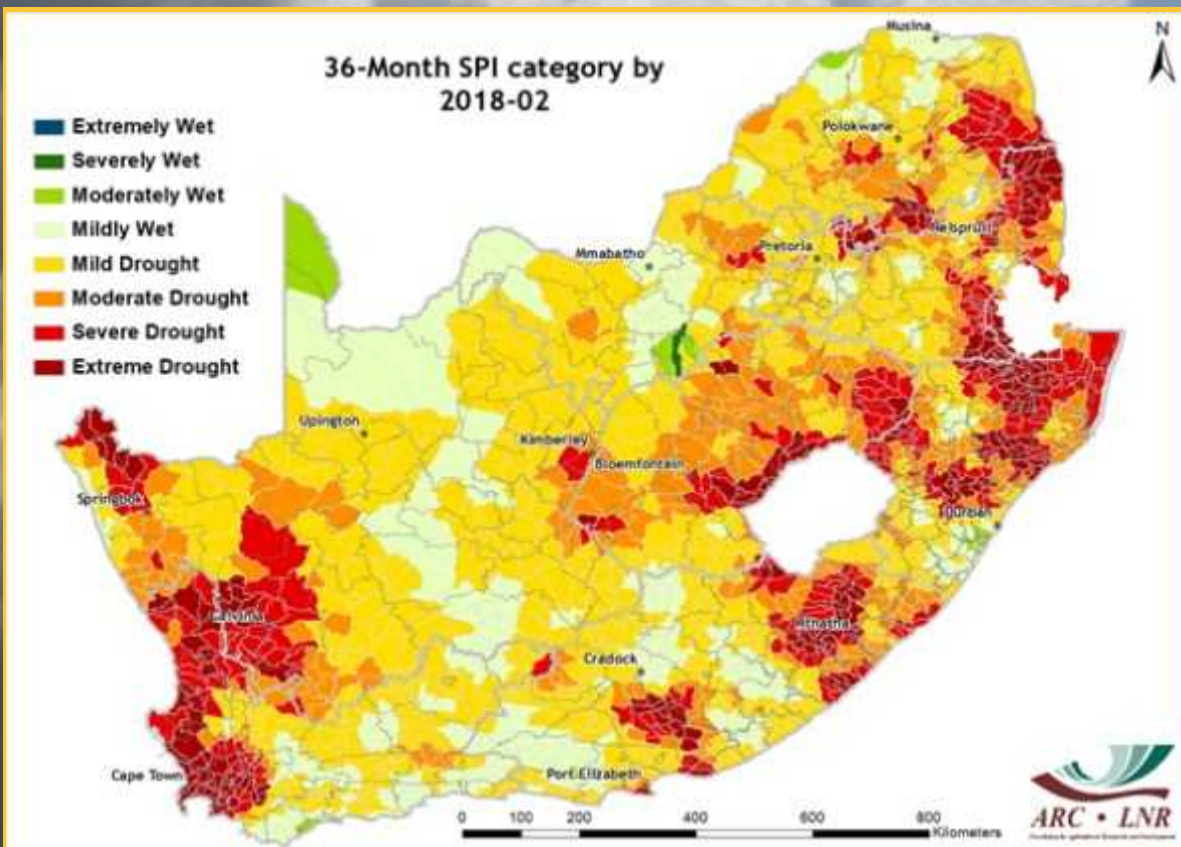 36-Month SPI category by
2018-02
N
Extremely Wet
Severely Wet
Moderately Wet
Mildly Wet
Mild Drought
Moderate Drought
Severe Drought
Extreme Drought
Musina
Polokwane
Nelspruit
Pretoria
Mmabatho
Upington
Kimberley
Bloemfontein
Springbok
Durban
Calvinia
Mthatha
Cradock
Cape Town
Port Elizabeth
0 100 200 400 600 800
Kilometers
ARC • LNR